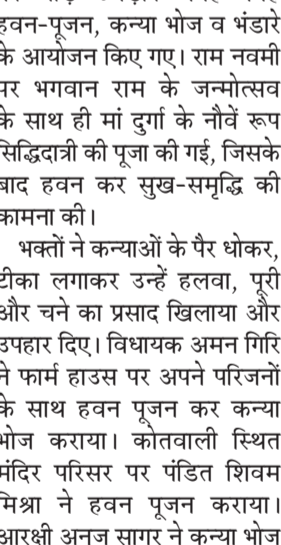 हवन-पूजन, कन्या भोज व भंडारे
के आयोजन किए गए। राम नवमी
पर भगवान राम के जन्मोत्सव
के साथ ही मां दुर्गा के नौवें रूप
सिद्धिदात्री की पूजा की गई, जिसके
बाद हवन कर सुख-समृद्धि की
कामना की।
भक्तों ने कन्याओं के पैर धोकर,
टीका लगाकर उन्हें हलवा, पूरी
और चने का प्रसाद खिलाया और
उपहार दिए। विधायक अमन गिरि
ने फार्म हाउस पर अपने परिजनों
के साथ हवन पूजन कर कन्या
भोज कराया। कोतवाली स्थित
मंदिर परिसर पर पंडित शिवम
मिश्रा ने हवन पूजन कराया।
आरक्षी अनुज सागर ने कन्या भोज